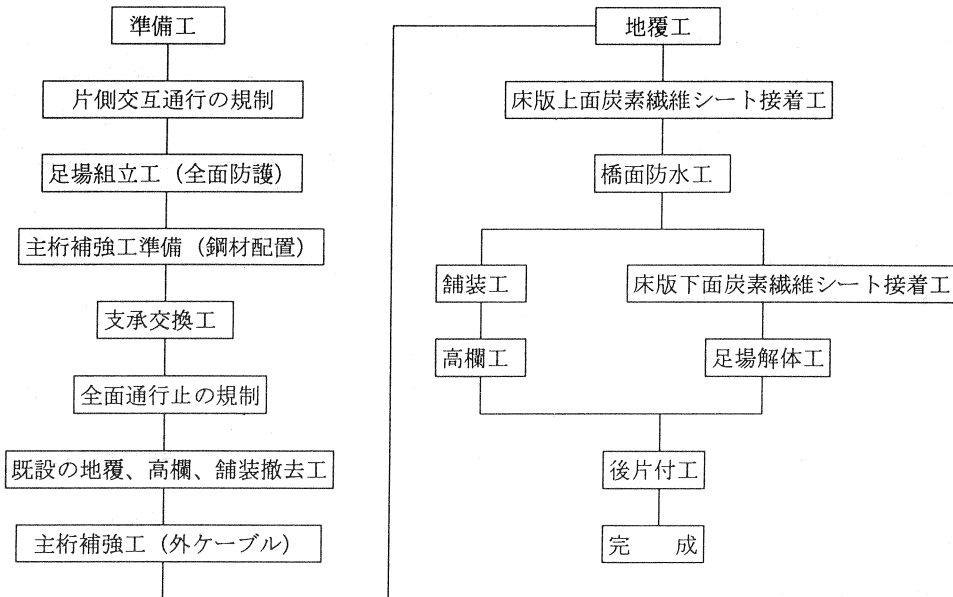 準備工
片側交互通行の規制
足場組立工（全面防護）
主桁補強工準備（鋼材配置）
支承交換工
全面通行止の規制
既設の地覆、高欄、舗装撤去工
主桁補強工（外ケーブル）
地覆工
床版上面炭素繊維シート接着工
橋面防水工
舗装工
床版下面炭素繊維シート接着工
高欄工
足場解体工
後片付工
完　成